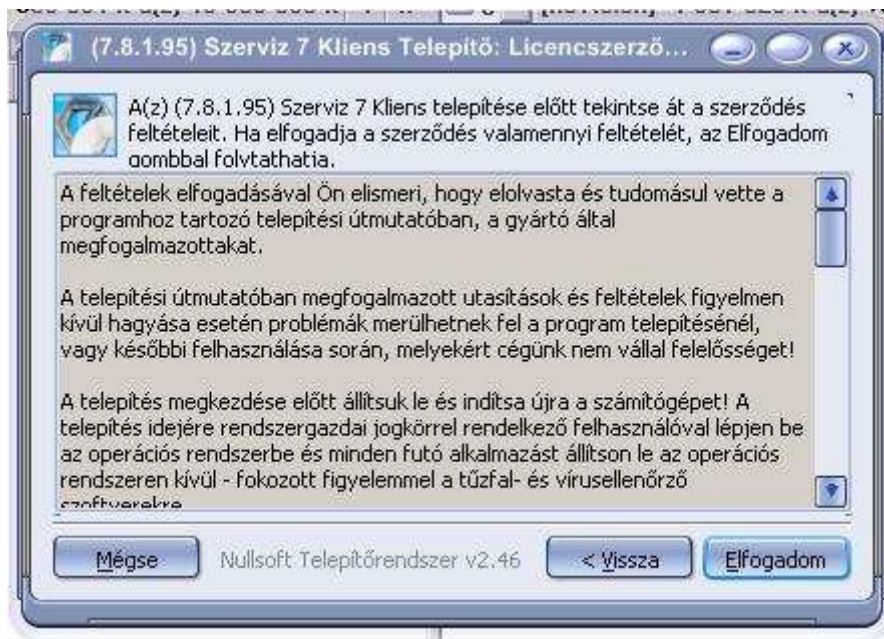 (7.8.1.95) Szerviz 7 Kliens Telepítő: Licencszerző...
A(z) (7.8.1.95) Szerviz 7 Kliens telepítése előtt tekintse át a szerződés
feltételeit. Ha elfogadja a szerződés valamennyi feltételét, az Elfogadom
gombbal folytathatja.
A feltételek elfogadásával Ön elismeri, hogy elolvasta és tudomásul vette a
programhoz tartozó telepítési útmutatóban, a gyártó által
megfogalmazottakat.
A telepítési útmutatóban megfogalmazott utasítások és feltételek figyelmen
kívül hagyása esetén problémák merülhetnek fel a program telepítésénél,
vagy későbbi felhasználása során, melyekért cégünk nem vállal felelősséget!
A telepítés megkezdése előtt állítsuk le és indítsa újra a számítógépet! A
telepítés idejére rendszergazdai jogkörrel rendelkező felhasználóval lépjen be
az operációs rendszerbe és minden futó alkalmazást állítson le az operációs
rendszeren kívül - fokozott figyelemmel a tűzfal- és vírusellenőrző
szoftverekre
Mégse
Nullsoft Telepítőrendszer v2.46
< Vissza
Elfogadom